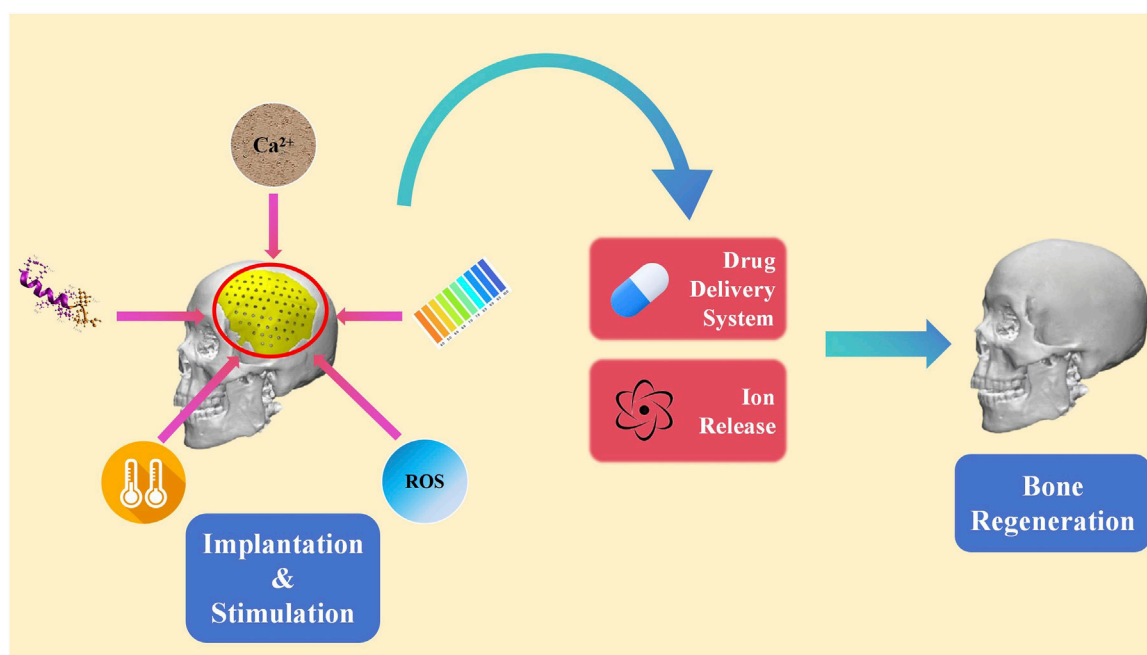 Ca²⁺
ROS
Implantation
&
Stimulation
Drug
Delivery
System
Ion
Release
Bone
Regeneration